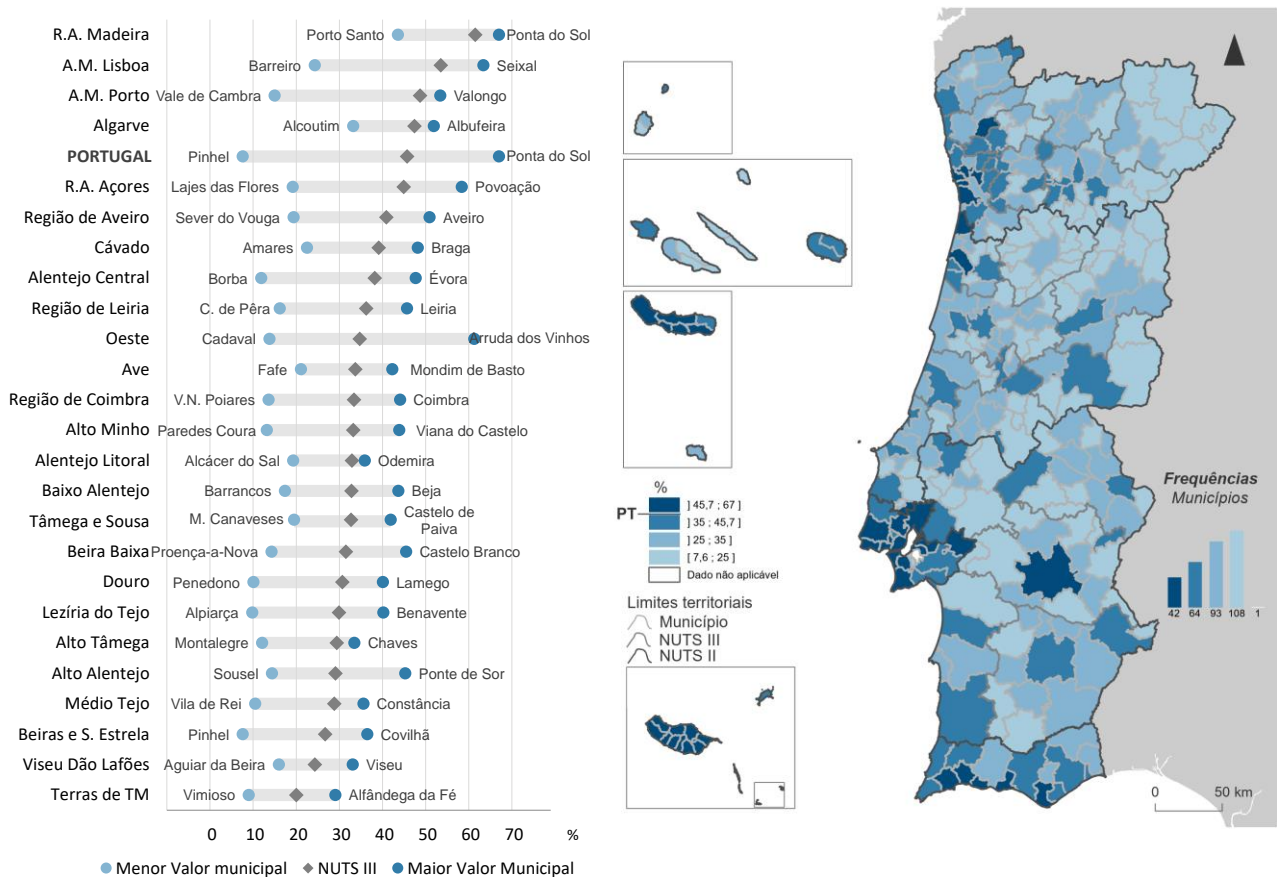 R.A. Madeira Porto Santo Ponta do Sol
A.M. Lisboa Barreiro Seixal
A.M. Porto Vale de Cambra Valongo
Algarve Alcoutim Albufeira
PORTUGAL Pinhel Ponta do Sol
R.A. Açores Lajes das Flores Povoação
Região de Aveiro Sever do Vouga Aveiro
Cávado Amares Braga
Alentejo Central Borba Évora
Região de Leiria C. de Pêra Leiria
Oeste Cadaval Arruda dos Vinhos
Ave Fafe Mondim de Basto
Região de Coimbra V.N. Poiares Coimbra
Alto Minho Paredes Coura Viana do Castelo
Alentejo Litoral Alcácer do Sal Odemira
Baixo Alentejo Barrancos Beja
Tâmega e Sousa M. Canaveses Castelo de
Paiva
Beira Baixa Proença-a-Nova Castelo Branco
Douro Penedono Lamego
Lezíria do Tejo Alpiarça Benavente
Alto Tâmega Montalegre Chaves
Alto Alentejo Sousel Ponte de Sor
Médio Tejo Vila de Rei Constância
Beiras e S. Estrela Pinhel Covilhã
Viseu Dão Lafões Aguiar da Beira Viseu
Terras de TM Vimioso Alfândega da Fé
0 10 20 30 40 50 60 70 %
Menor Valor municipal NUTS III Maior Valor Municipal
%
PT
] 45,7 ; 67 ]
] 35 ; 45,7 ]
] 25 ; 35 ]
[ 7,6 ; 25 ]
Dado não aplicável
Limites territoriais
Município
NUTS III
NUTS II
Frequências
Municípios
42 64 93 108 1
0 50 km